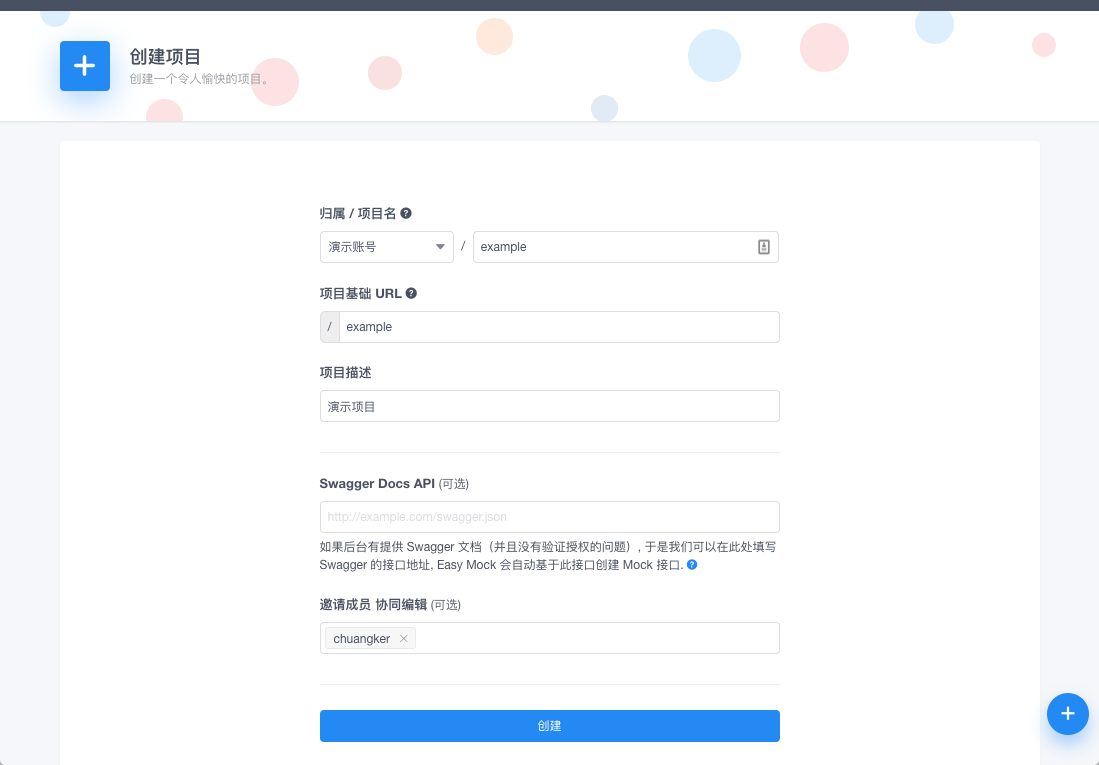 创建项目
创建一个令人愉快的项目。
归属 / 项目名
演示账号 / example
项目基础 URL
/ example
项目描述
演示项目
Swagger Docs API (可选)
http://example.com/swagger.json
如果后台有提供 Swagger 文档（并且没有验证授权的问题）, 于是我们可以在此处填写
Swagger 的接口地址, Easy Mock 会自动基于此接口创建 Mock 接口.
邀请成员 协同编辑 (可选)
chuangker
创建